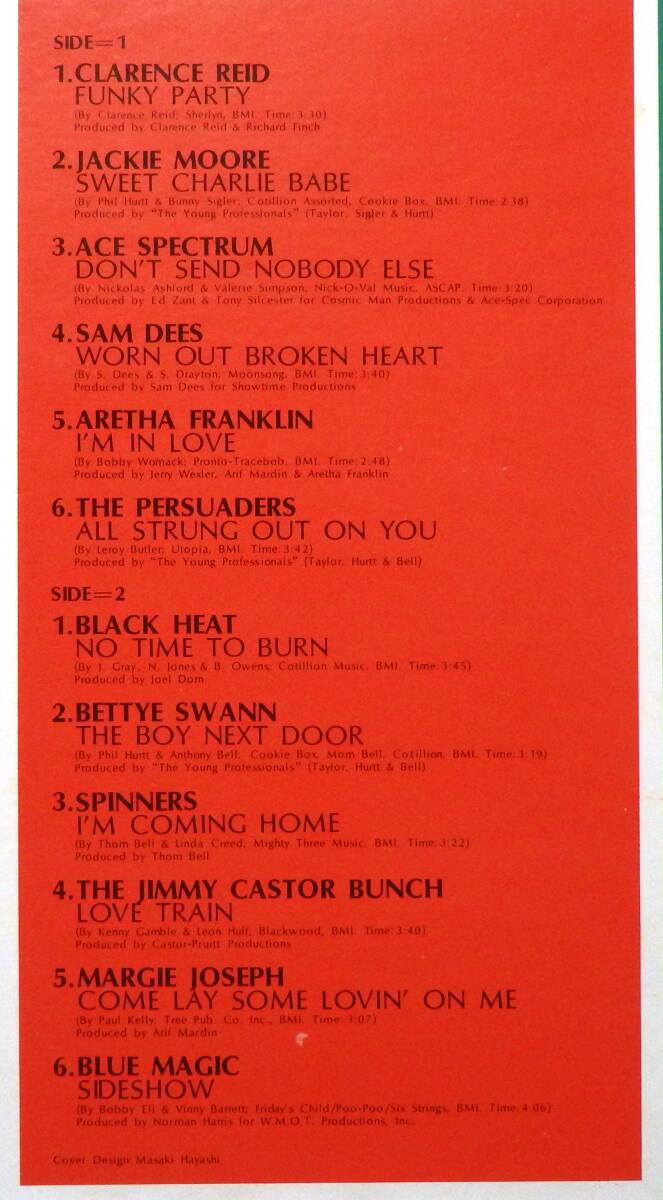 SIDE=1
1.CLARENCE REID
FUNKY PARTY
(By Clarence Reid; Sherlyn, BMI. Time:3:30)
Produced by Clarence Reid & Richard Finch
2.JACKIE MOORE
SWEET CHARLIE BABE
(By Phil Hurtt & Bunny Sigler; Cotillion Assorted, Cookie Box, BMI. Time:2:38)
Produced by "The Young Professionals" (Taylor, Sigler & Hurtt)
3.ACE SPECTRUM
DON'T SEND NOBODY ELSE
(By Nickolas Ashford & Valerie Simpson; Nick-O-Val Music, ASCAP. Time:3:20)
Produced by Ed Zant & Tony Silcester for Cosmic Man Productions & Ace-Spec Corporation
4.SAM DEES
WORN OUT BROKEN HEART
(By S. Dees & S. Drayton; Moonsong, BMI. Time:3:40)
Produced by Sam Dees for Showtime Productions
5.ARETHA FRANKLIN
I'M IN LOVE
(By Bobby Womack; Pronto-Tracebob, BMI. Time:2:48)
Produced by Jerry Wexler, Arif Mardin & Aretha Franklin
6.THE PERSUADERS
ALL STRUNG OUT ON YOU
(By Leroy Butler; Utopia, BMI. Time:3:42)
Produced by "The Young Professionals" (Taylor, Hurtt & Bell)
SIDE=2
1.BLACK HEAT
NO TIME TO BURN
(By J. Gray, N. Jones & B. Owens; Cotillion Music, BMI. Time:3:45)
Produced by Joel Dorn
2.BETTYE SWANN
THE BOY NEXT DOOR
(By Phil Hurtt & Anthony Bell; Cookie Box, Mom Bell, Cotillion, BMI. Time:3:19)
Produced by "The Young Professionals" (Taylor, Hurtt & Bell)
3.SPINNERS
I'M COMING HOME
(By Thom Bell & Linda Creed; Mighty Three Music, BMI. Time:3:22)
Produced by Thom Bell
4.THE JIMMY CASTOR BUNCH
LOVE TRAIN
(By Kenny Gamble & Leon Huff; Blackwood, BMI. Time:3:40)
Produced by Castor-Pruitt Productions
5.MARGIE JOSEPH
COME LAY SOME LOVIN' ON ME
(By Paul Kelly; Tree Pub. Co. Inc., BMI. Time:3:07)
Produced by Arif Mardin
6.BLUE MAGIC
SIDESHOW
(By Bobby Eli & Vinny Barrett; Friday's Child/Poo-Poo/Six Strings, BMI. Time:4:06)
Produced by Norman Harris for W.M.O.T. Productions, Inc.
Cover Design:Masaki Hayashi